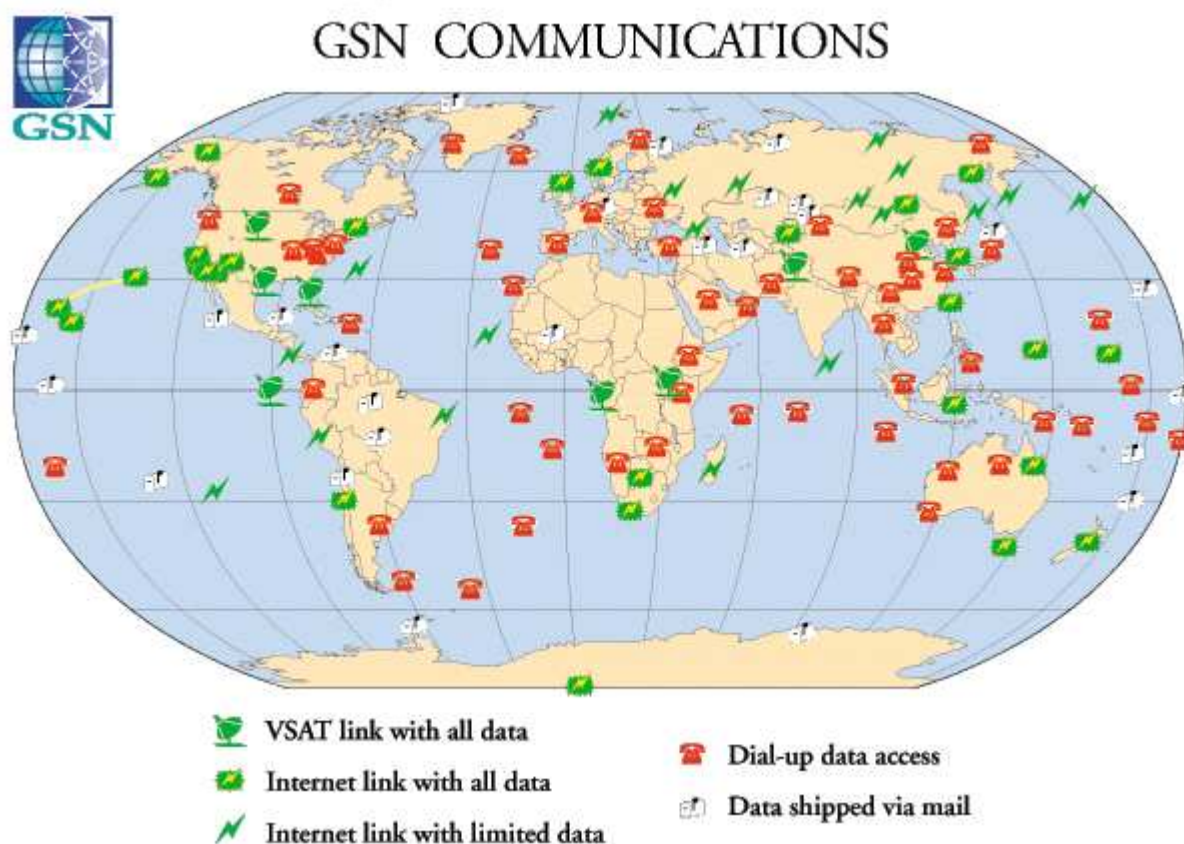 GSN COMMUNICATIONS
GSN
VSAT link with all data
Internet link with all data
Internet link with limited data
Dial-up data access
Data shipped via mail